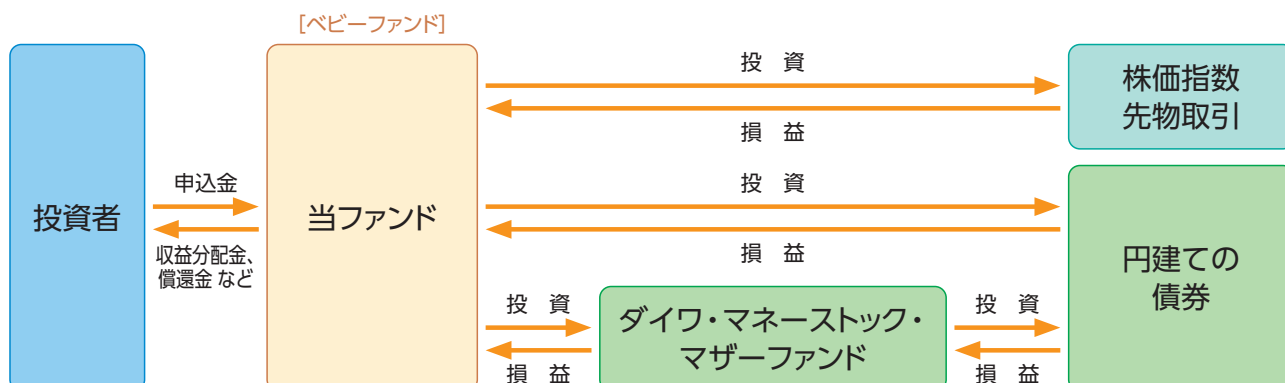 [ベビーファンド]
投資者
申込金
収益分配金、
償還金 など
当ファンド
投 資
損 益
株価指数
先物取引
投 資
損 益
円建ての
債券
投 資
損 益
ダイワ・マネーストック・
マザーファンド
投 資
損 益